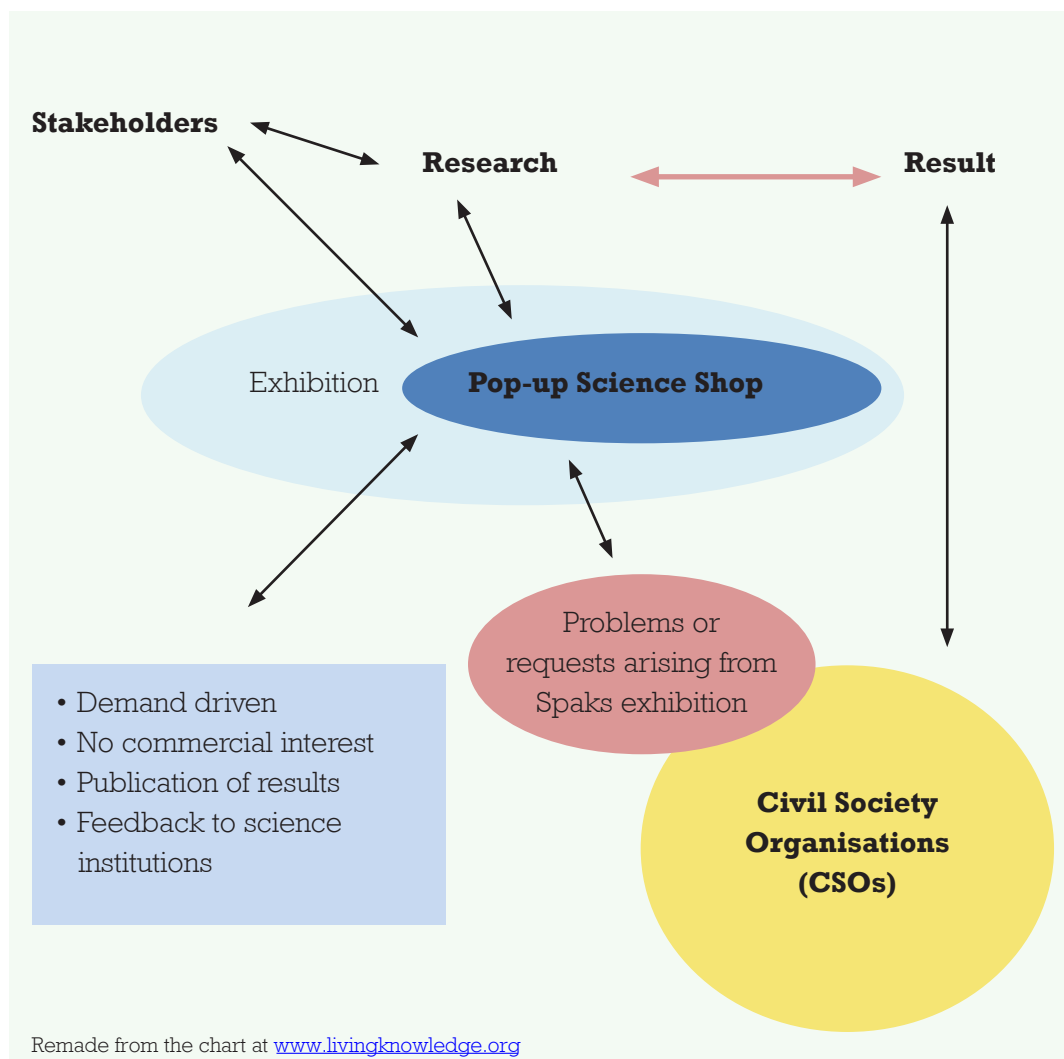 Stakeholders
Research
Result
Exhibition
Pop-up Science Shop
Problems or
requests arising from
Spaks exhibition
• Demand driven
• No commercial interest
• Publication of results
• Feedback to science
institutions
Civil Society
Organisations
(CSOs)
Remade from the chart at www.livingknowledge.org